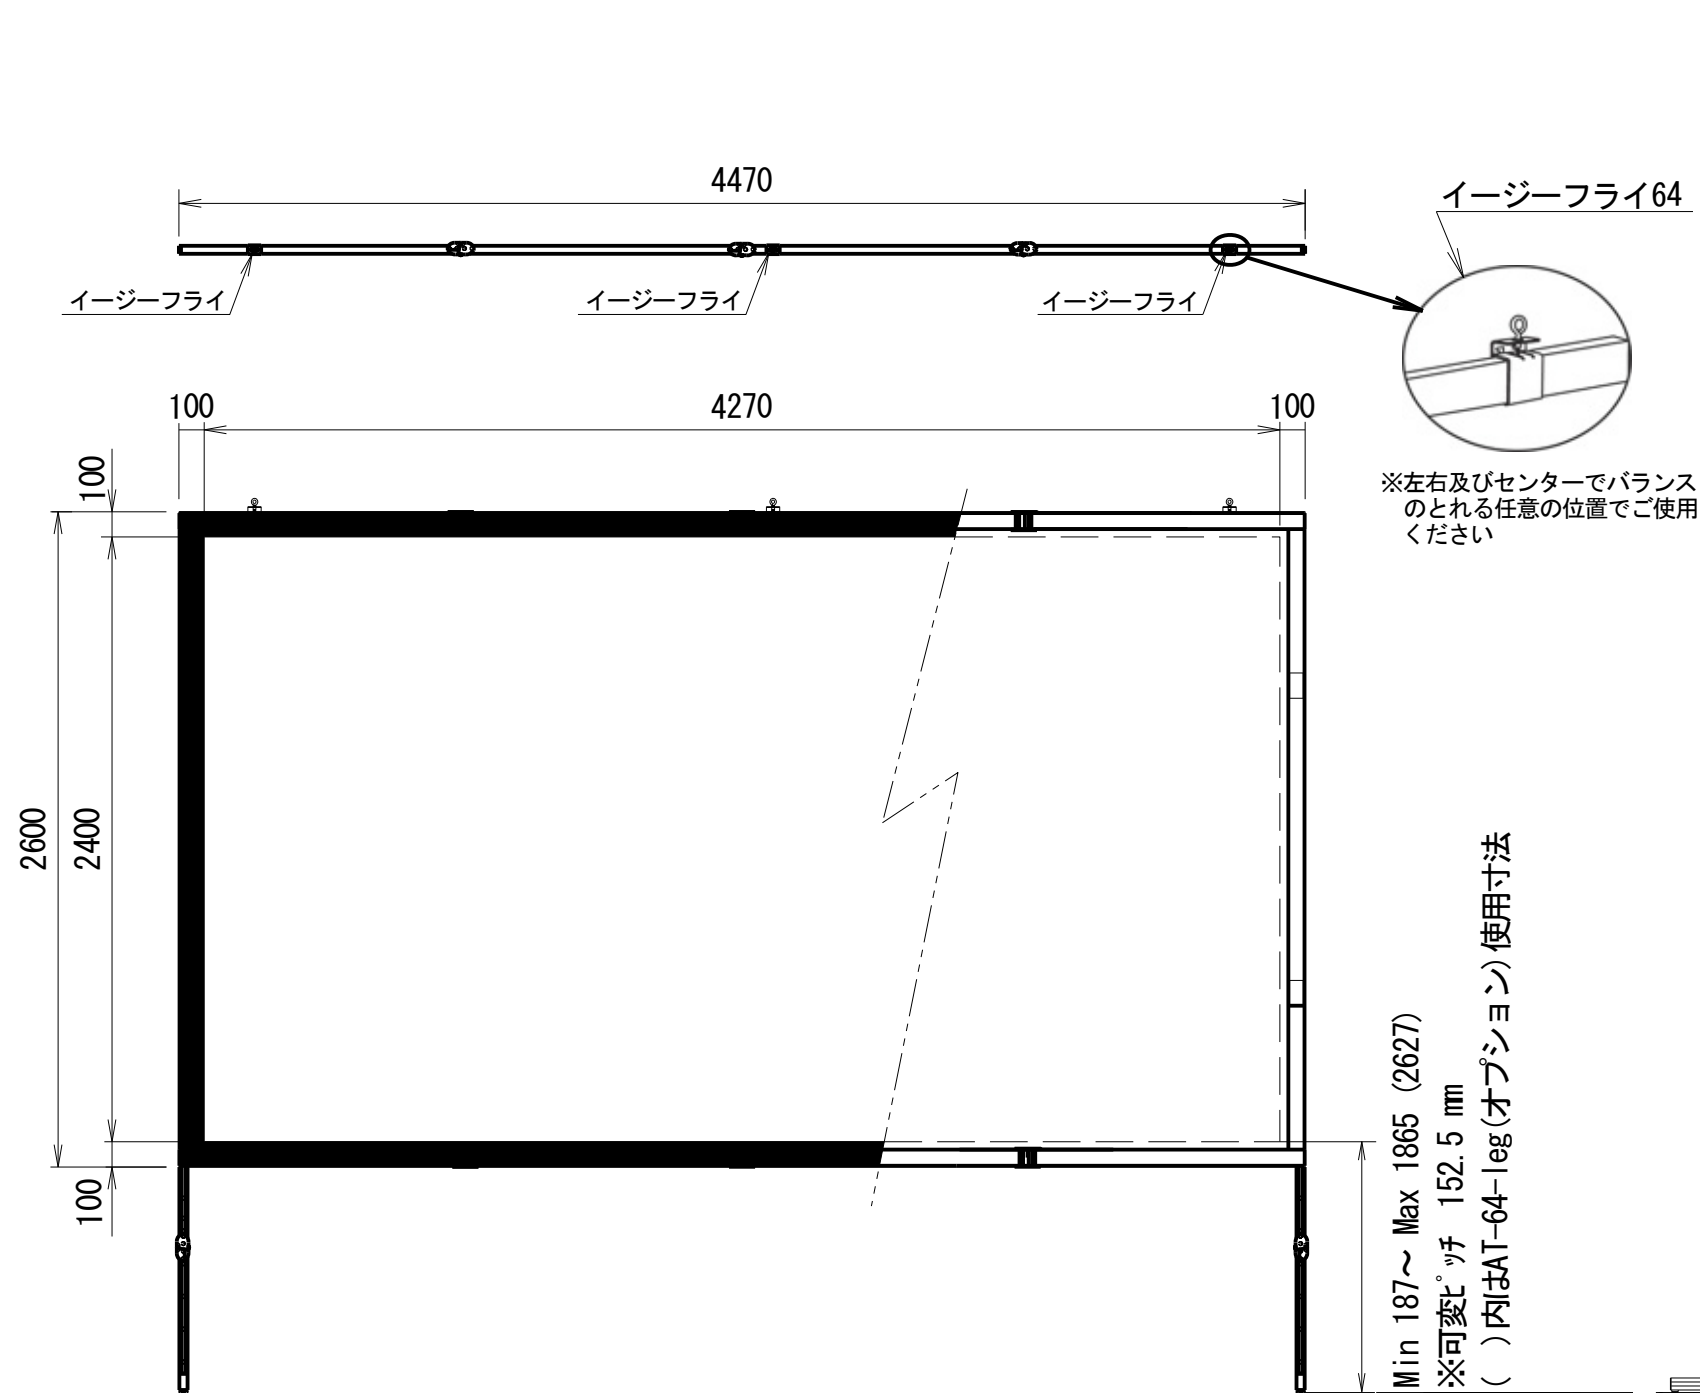 4470
イージーフライ64
イージーフライ
イージーフライ
イージーフライ
100
4270
100
※左右及びセンターでバランス
のとれる任意の位置でご使用
ください
100
2600
2400
100
Min 187～ Max 1865 (2627)
※可変ﾋﾟｯﾁ 152.5 mm
( )内はAT-64-leg(オプション)使用寸法